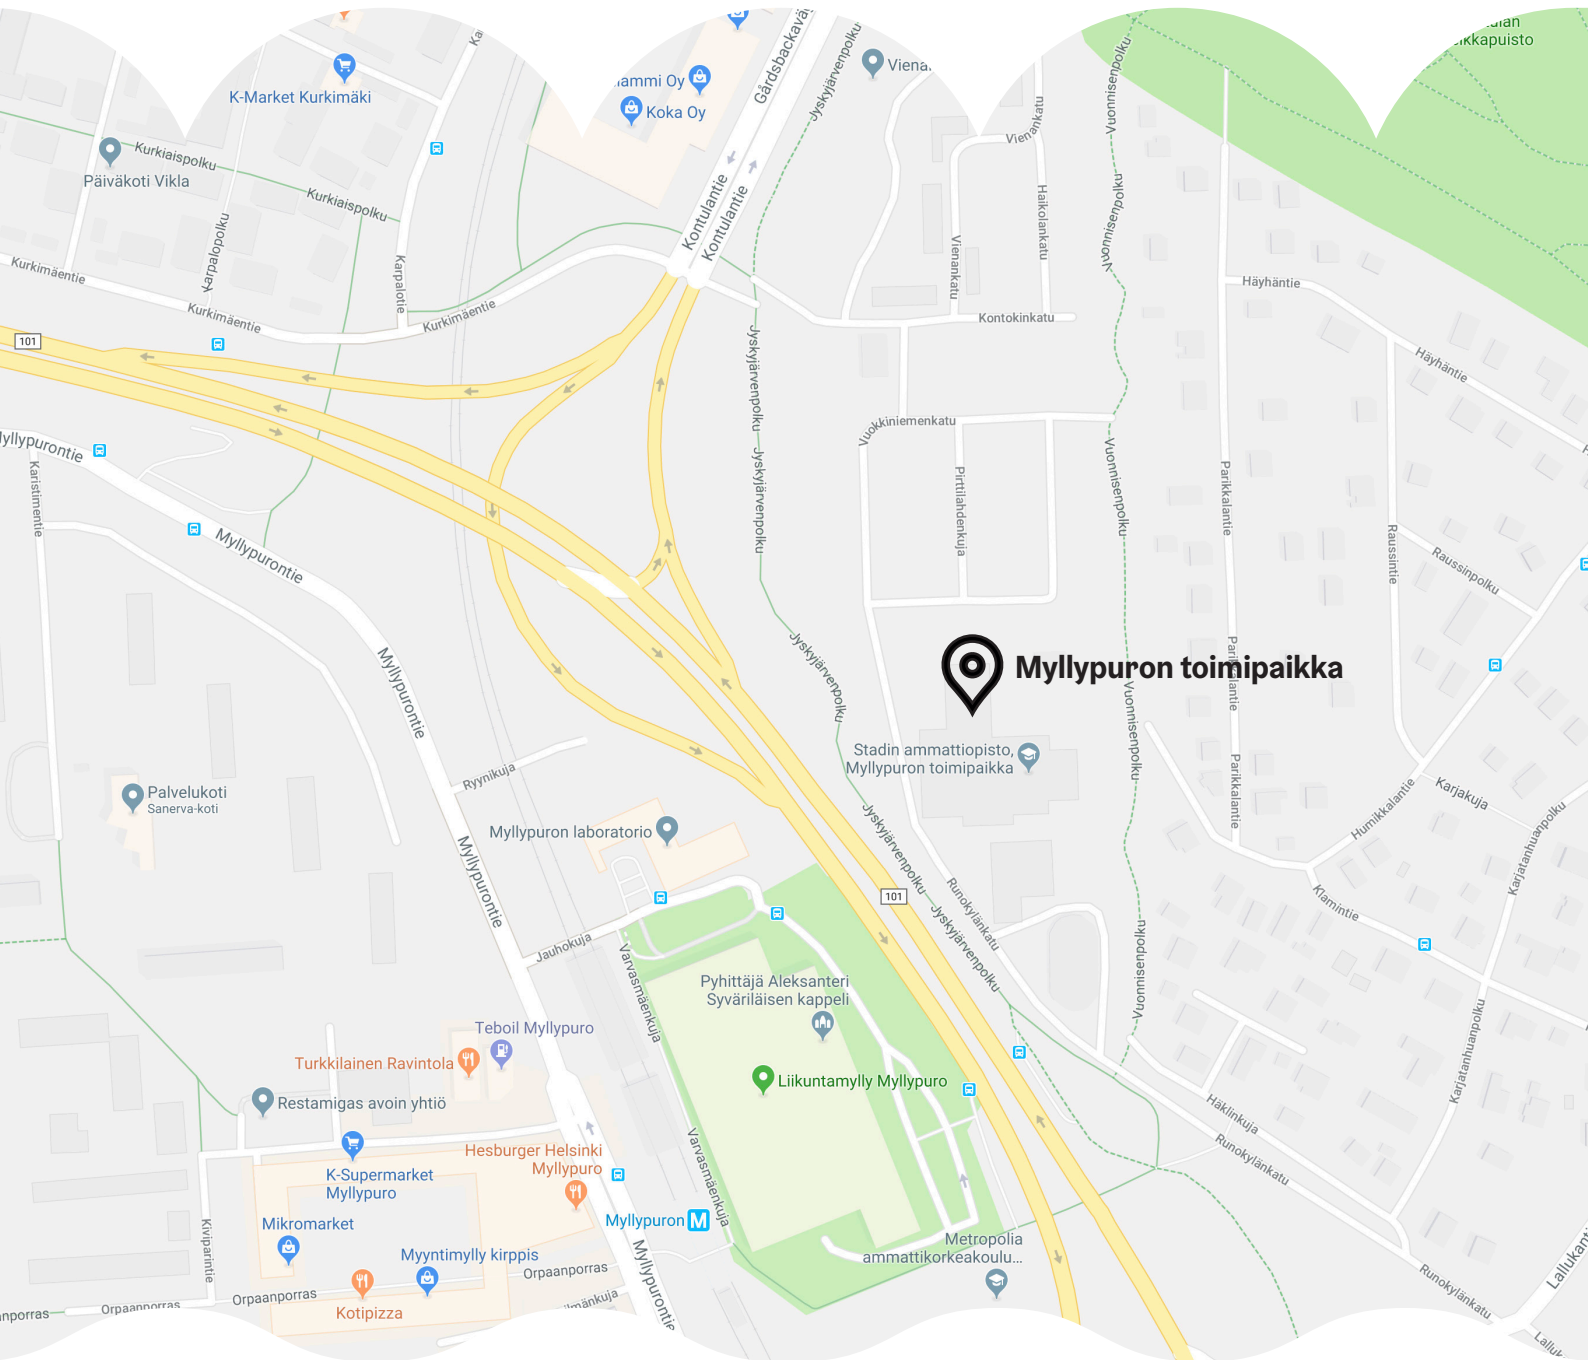 K-Market Kurkimäki
Koka Oy
Gårdsbackavä
Jyskyjärvenpolku
Vuonnisenpolku
Vienankatu
Päiväkoti Vikla
Kurkiaispolku
Kurkiaispolku
Karpalopolku
Kontulantie
Kontulantie
Haikolankatu
Vienankatu
Vuonnisenpolku
Vuonnisenpolku
Kurkimäentie
Karpalotie
Kurkimäentie
Kurkimäentie
Kontokinkatu
Häyhäntie
Häyhäntie
101
Jyskyjärvenpolku
Jyskyjärvenpolku
Vuokkiniemenkatu
Pirttilahdenkuja
Vuonnisenpolku
Parikkalantie
Raussintie
Raussinpolku
Karistimentie
Myllypurontie
Myllypurontie
Jyskyjärvenpolku
Myllypuron toimipaikka
Parikkalantie
Vuonnisenpolku
Stadin ammattiopisto,
Myllypuron toimipaikka
Ryynikuja
Palvelukoti
Sanerva-koti
Myllypuron laboratorio
Jyskyjärvenpolku
Parikkalantie
Humikkalantie
Karjakuja
Karjatanhuanpolku
Myllypurontie
101
Runokylänkatu
Jyskyjärvenpolku
Klamintie
Jauhokuja
Varvasmäenkuja
Vuonnisenpolku
Pyhittäjä Aleksanteri
Syväriläisen kappeli
Teboil Myllypuro
Turkkilainen Ravintola
Restamigas avoin yhtiö
Liikuntamylly Myllypuro
Karjatanhuanpolku
Häklinkuja
Runokylänkatu
Hesburger Helsinki
Myllypuro
K-Supermarket
Myllypuro
Varvasmäenkuja
Mikromarket
Kiviparintie
Myllypuron M
Myyntimylly kirppis
Metropolia
ammattikorkeakoulu...
Orpaanporras
Orpaanporras
Orpaanporras
Kotipizza
Myllypurontie
Runokylänkatu